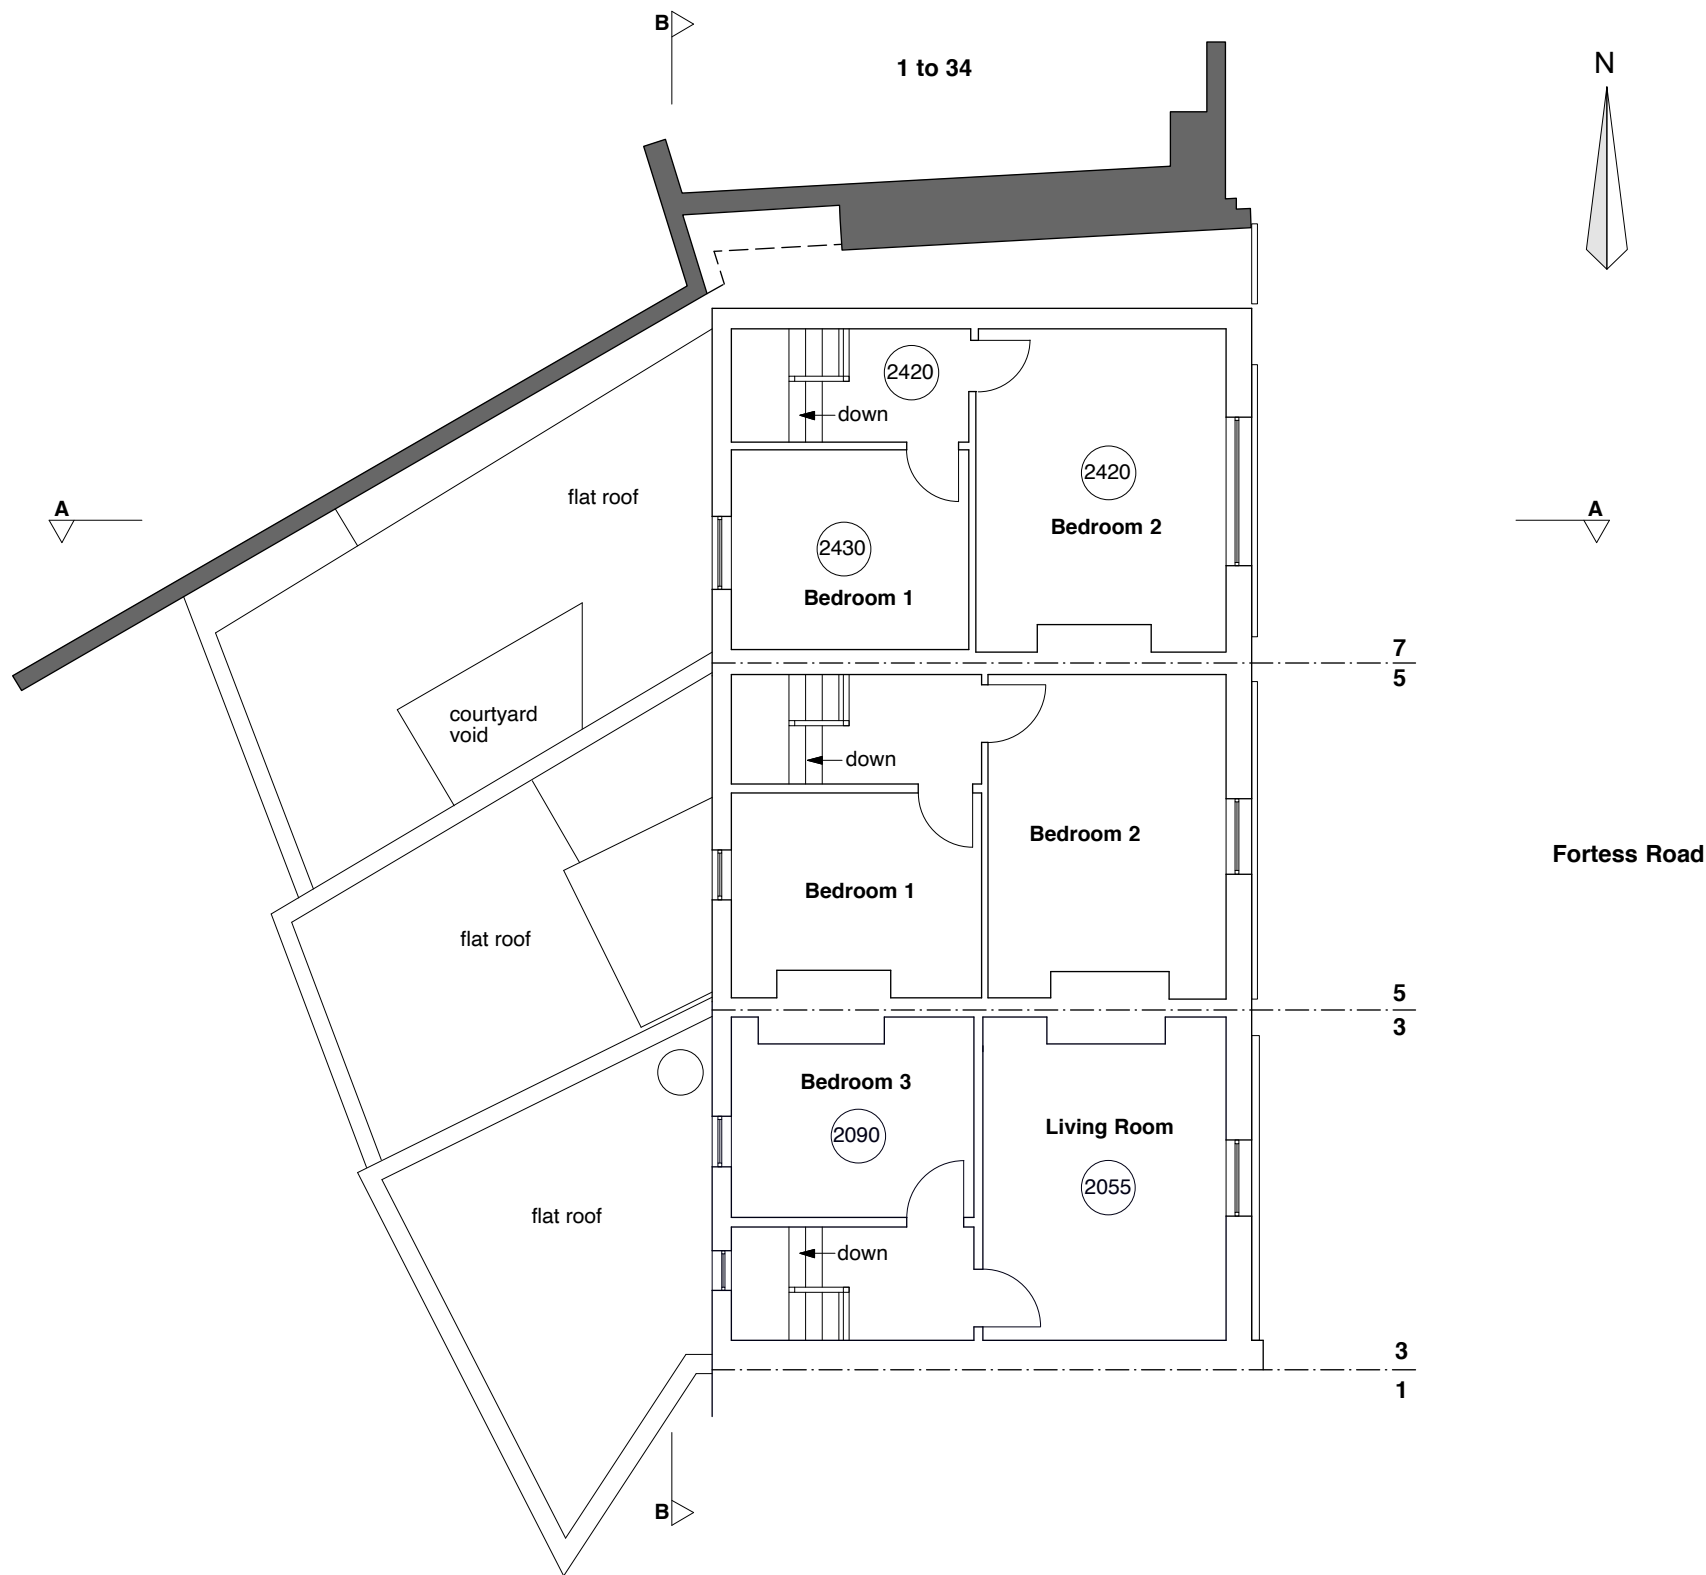 B
1 to 34
N
2420
down
2420
Bedroom 2
flat roof
A
A
2430
Bedroom 1
7
5
courtyard
void
down
Bedroom 2
Fortess Road
Bedroom 1
flat roof
5
3
Bedroom 3
2090
Living Room
2055
flat roof
down
3
1
B